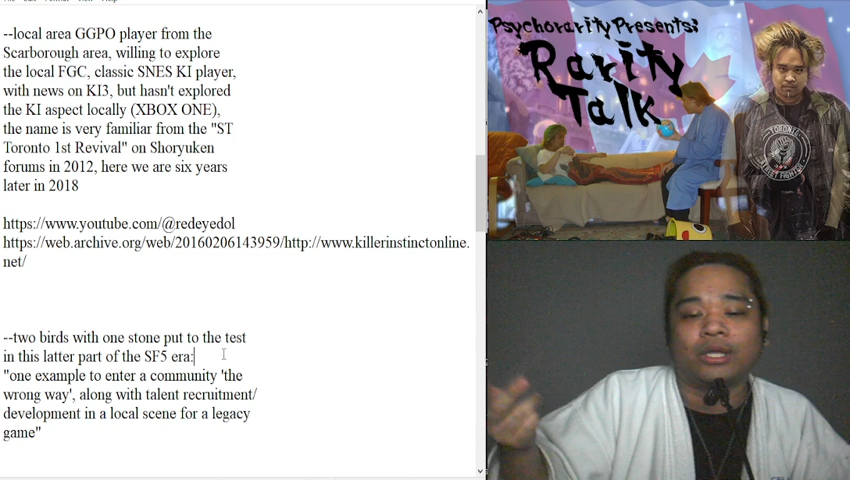 --local area GGPO player from the
Scarborough area, willing to explore
the local FGC, classic SNES KI player,
with news on KI3, but hasn't explored
the KI aspect locally (XBOX ONE),
the name is very familiar from the "ST
Toronto 1st Revival" on Shoryuken
forums in 2012, here we are six years
later in 2018
https://www.youtube.com/@redeyedol
https://web.archive.org/web/20160206143959/http://www.killerinstinctonline.
net/
--two birds with one stone put to the test
in this latter part of the SF5 era:
"one example to enter a community 'the
wrong way', along with talent recruitment/
development in a local scene for a legacy
game"
Psychorarity Presents:
Rarity
Talk
TORONTO
STREET FIGHTER